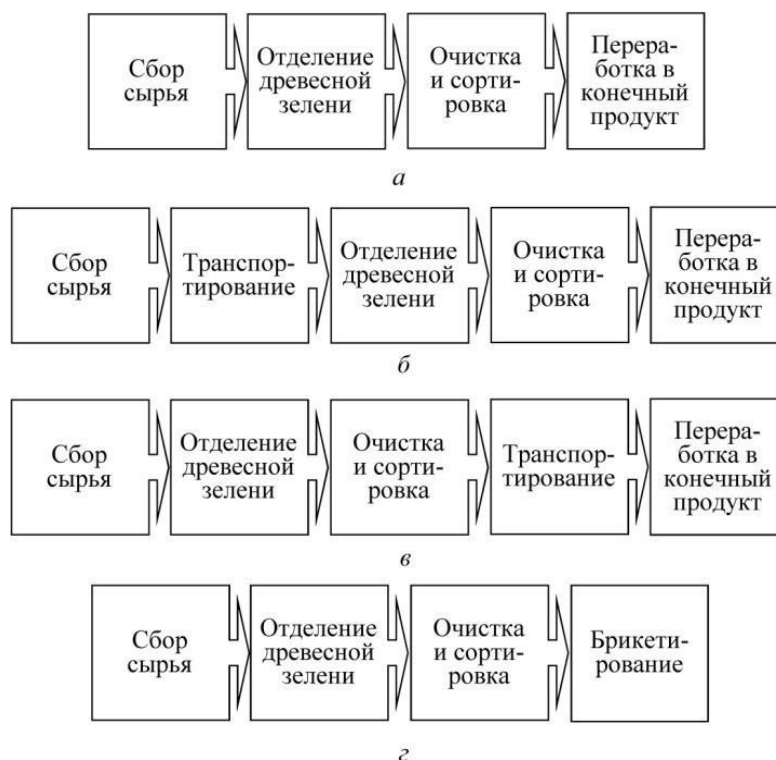 Сбор
сырья
Отделение
древесной
зелени
Очистка
и сорти-
ровка
Перера-
ботка в
конечный
продукт
а
Сбор
сырья
Транспор-
тирование
Отделение
древесной
зелени
Очистка
и сорти-
ровка
Перера-
ботка в
конечный
продукт
б
Сбор
сырья
Отделение
древесной
зелени
Очистка
и сорти-
ровка
Транспор-
тирование
Перера-
ботка в
конечный
продукт
в
Сбор
сырья
Отделение
древесной
зелени
Очистка
и сорти-
ровка
Брикети-
рование
г